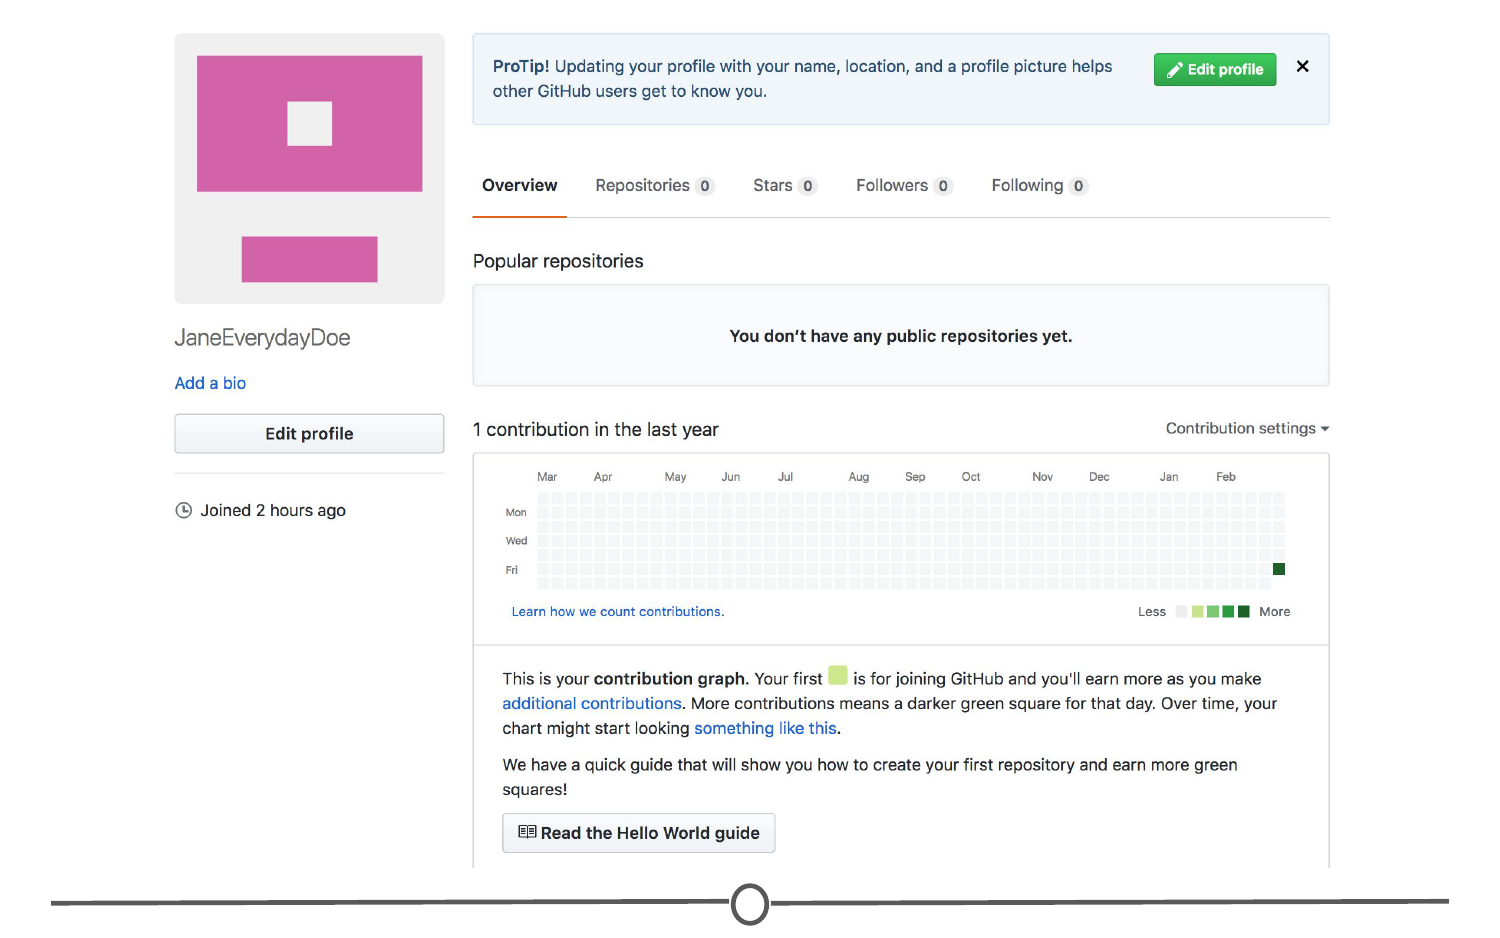 ProTip! Updating your profile with your name, location, and a profile picture helps
other GitHub users get to know you.
Edit profile
Overview Repositories 0 Stars 0 Followers 0 Following 0
JaneEverydayDoe
Add a bio
Edit profile
Joined 2 hours ago
Popular repositories
You don’t have any public repositories yet.
1 contribution in the last year
Contribution settings
Mar Apr May Jun Jul Aug Sep Oct Nov Dec Jan Feb
Mon
Wed
Fri
Learn how we count contributions.
Less More
This is your contribution graph. Your first is for joining GitHub and you'll earn more as you make
additional contributions. More contributions means a darker green square for that day. Over time, your
chart might start looking something like this.
We have a quick guide that will show you how to create your first repository and earn more green
squares!
Read the Hello World guide